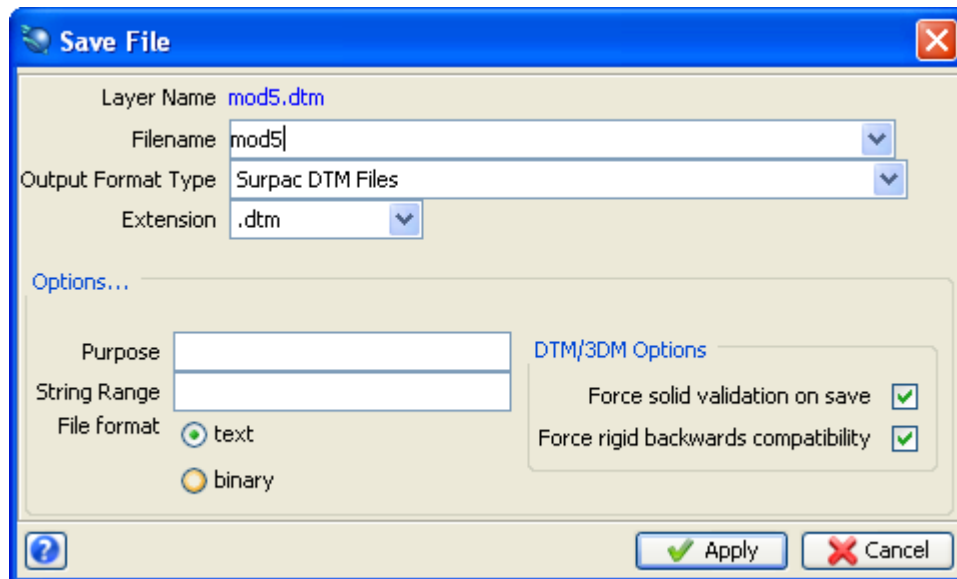 Save File
Layer Name mod5.dtm
Filename mod5
Output Format Type Surpac DTM Files
Extension .dtm
Options...
Purpose
DTM/3DM Options
String Range
Force solid validation on save
File format text
Force rigid backwards compatibility
binary
? Apply Cancel